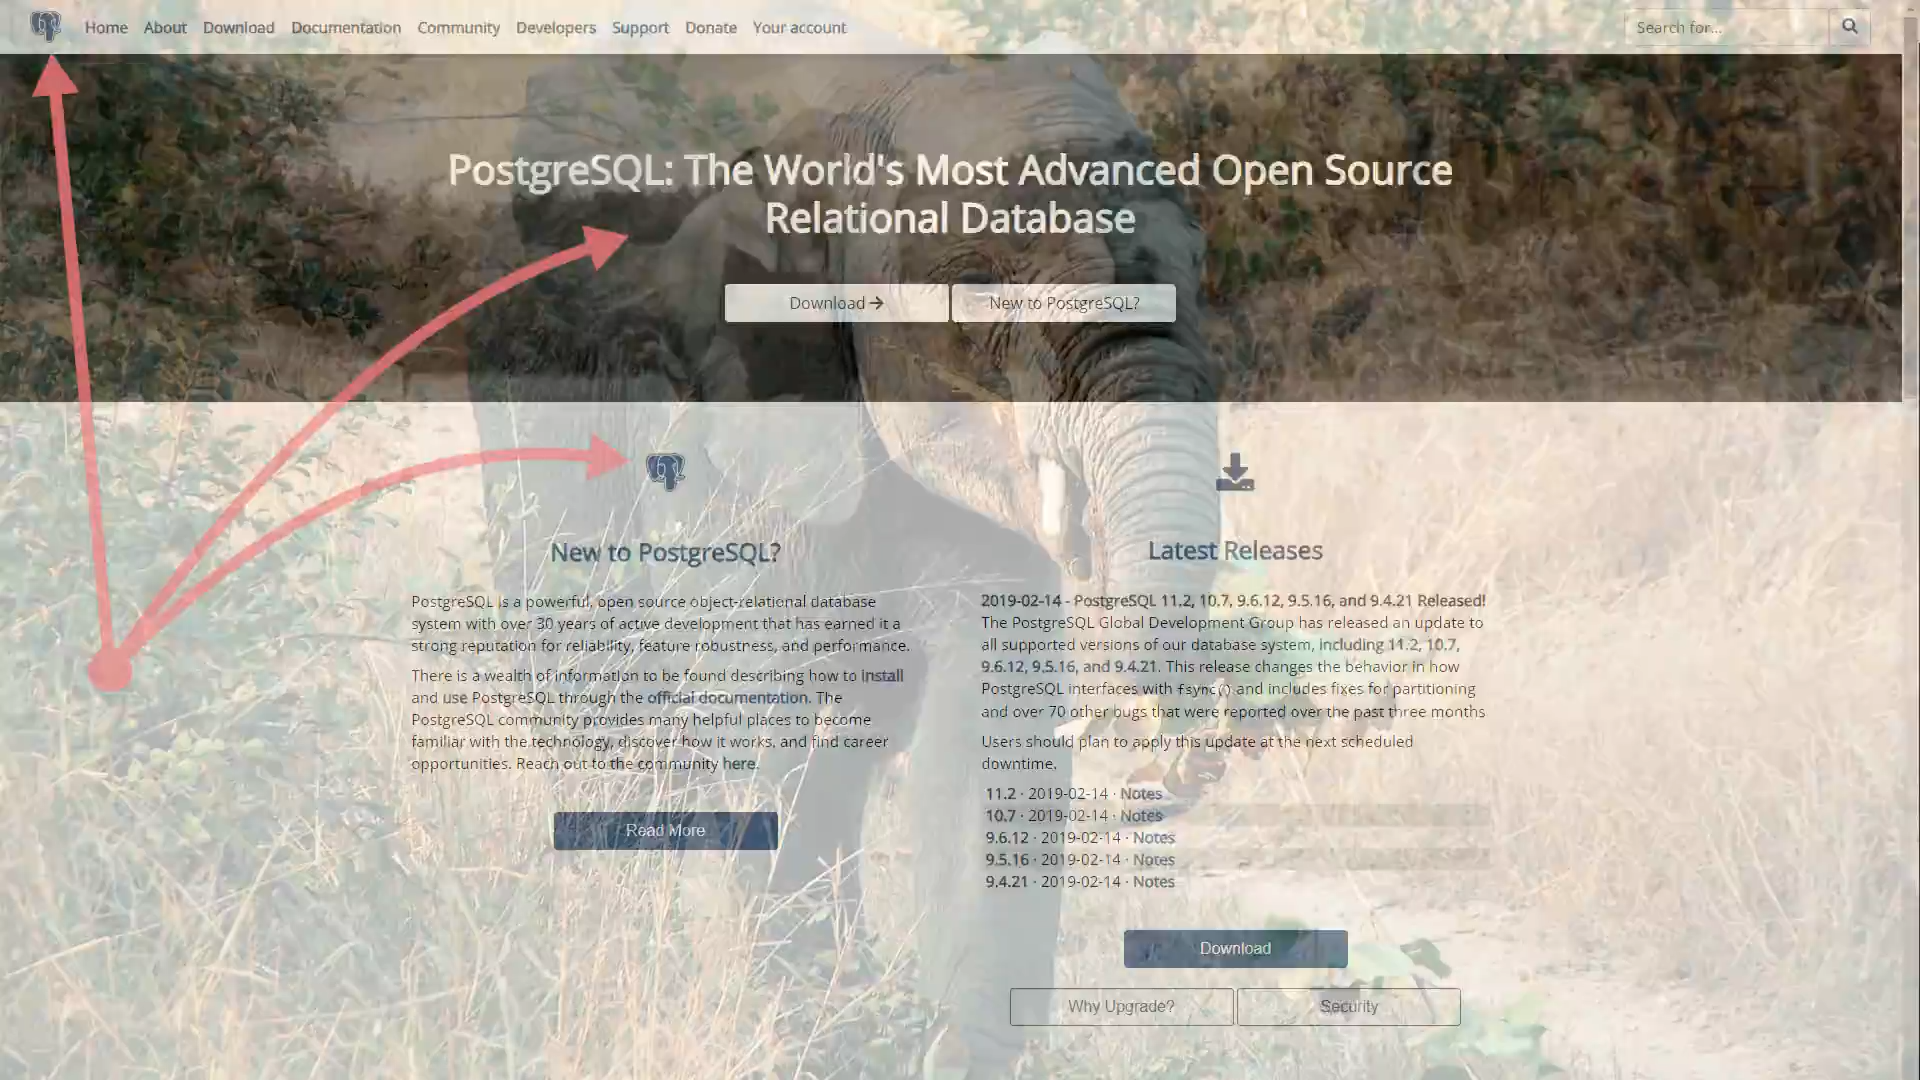 Home About Download Documentation Community Developers Support Donate Your account
Search for...
PostgreSQL: The World's Most Advanced Open Source
Relational Database
Download
New to PostgreSQL?
New to PostgreSQL?
PostgreSQL is a powerful, open source object-relational database
system with over 30 years of active development that has earned it a
strong reputation for reliability, feature robustness, and performance.
There is a wealth of information to be found describing how to install
and use PostgreSQL through the official documentation. The
PostgreSQL community provides many helpful places to become
familiar with the technology, discover how it works, and find career
opportunities. Reach out to the community here.
Read More
Latest Releases
2019-02-14 - PostgreSQL 11.2, 10.7, 9.6.12, 9.5.16, and 9.4.21 Released!
The PostgreSQL Global Development Group has released an update to
all supported versions of our database system, including 11.2, 10.7,
9.6.12, 9.5.16, and 9.4.21. This release changes the behavior in how
PostgreSQL interfaces with fsync() and includes fixes for partitioning
and over 70 other bugs that were reported over the past three months
Users should plan to apply this update at the next scheduled
downtime.
11.2 · 2019-02-14 · Notes
10.7 · 2019-02-14 · Notes
9.6.12 · 2019-02-14 · Notes
9.5.16 · 2019-02-14 · Notes
9.4.21 · 2019-02-14 · Notes
Download
Why Upgrade?
Security